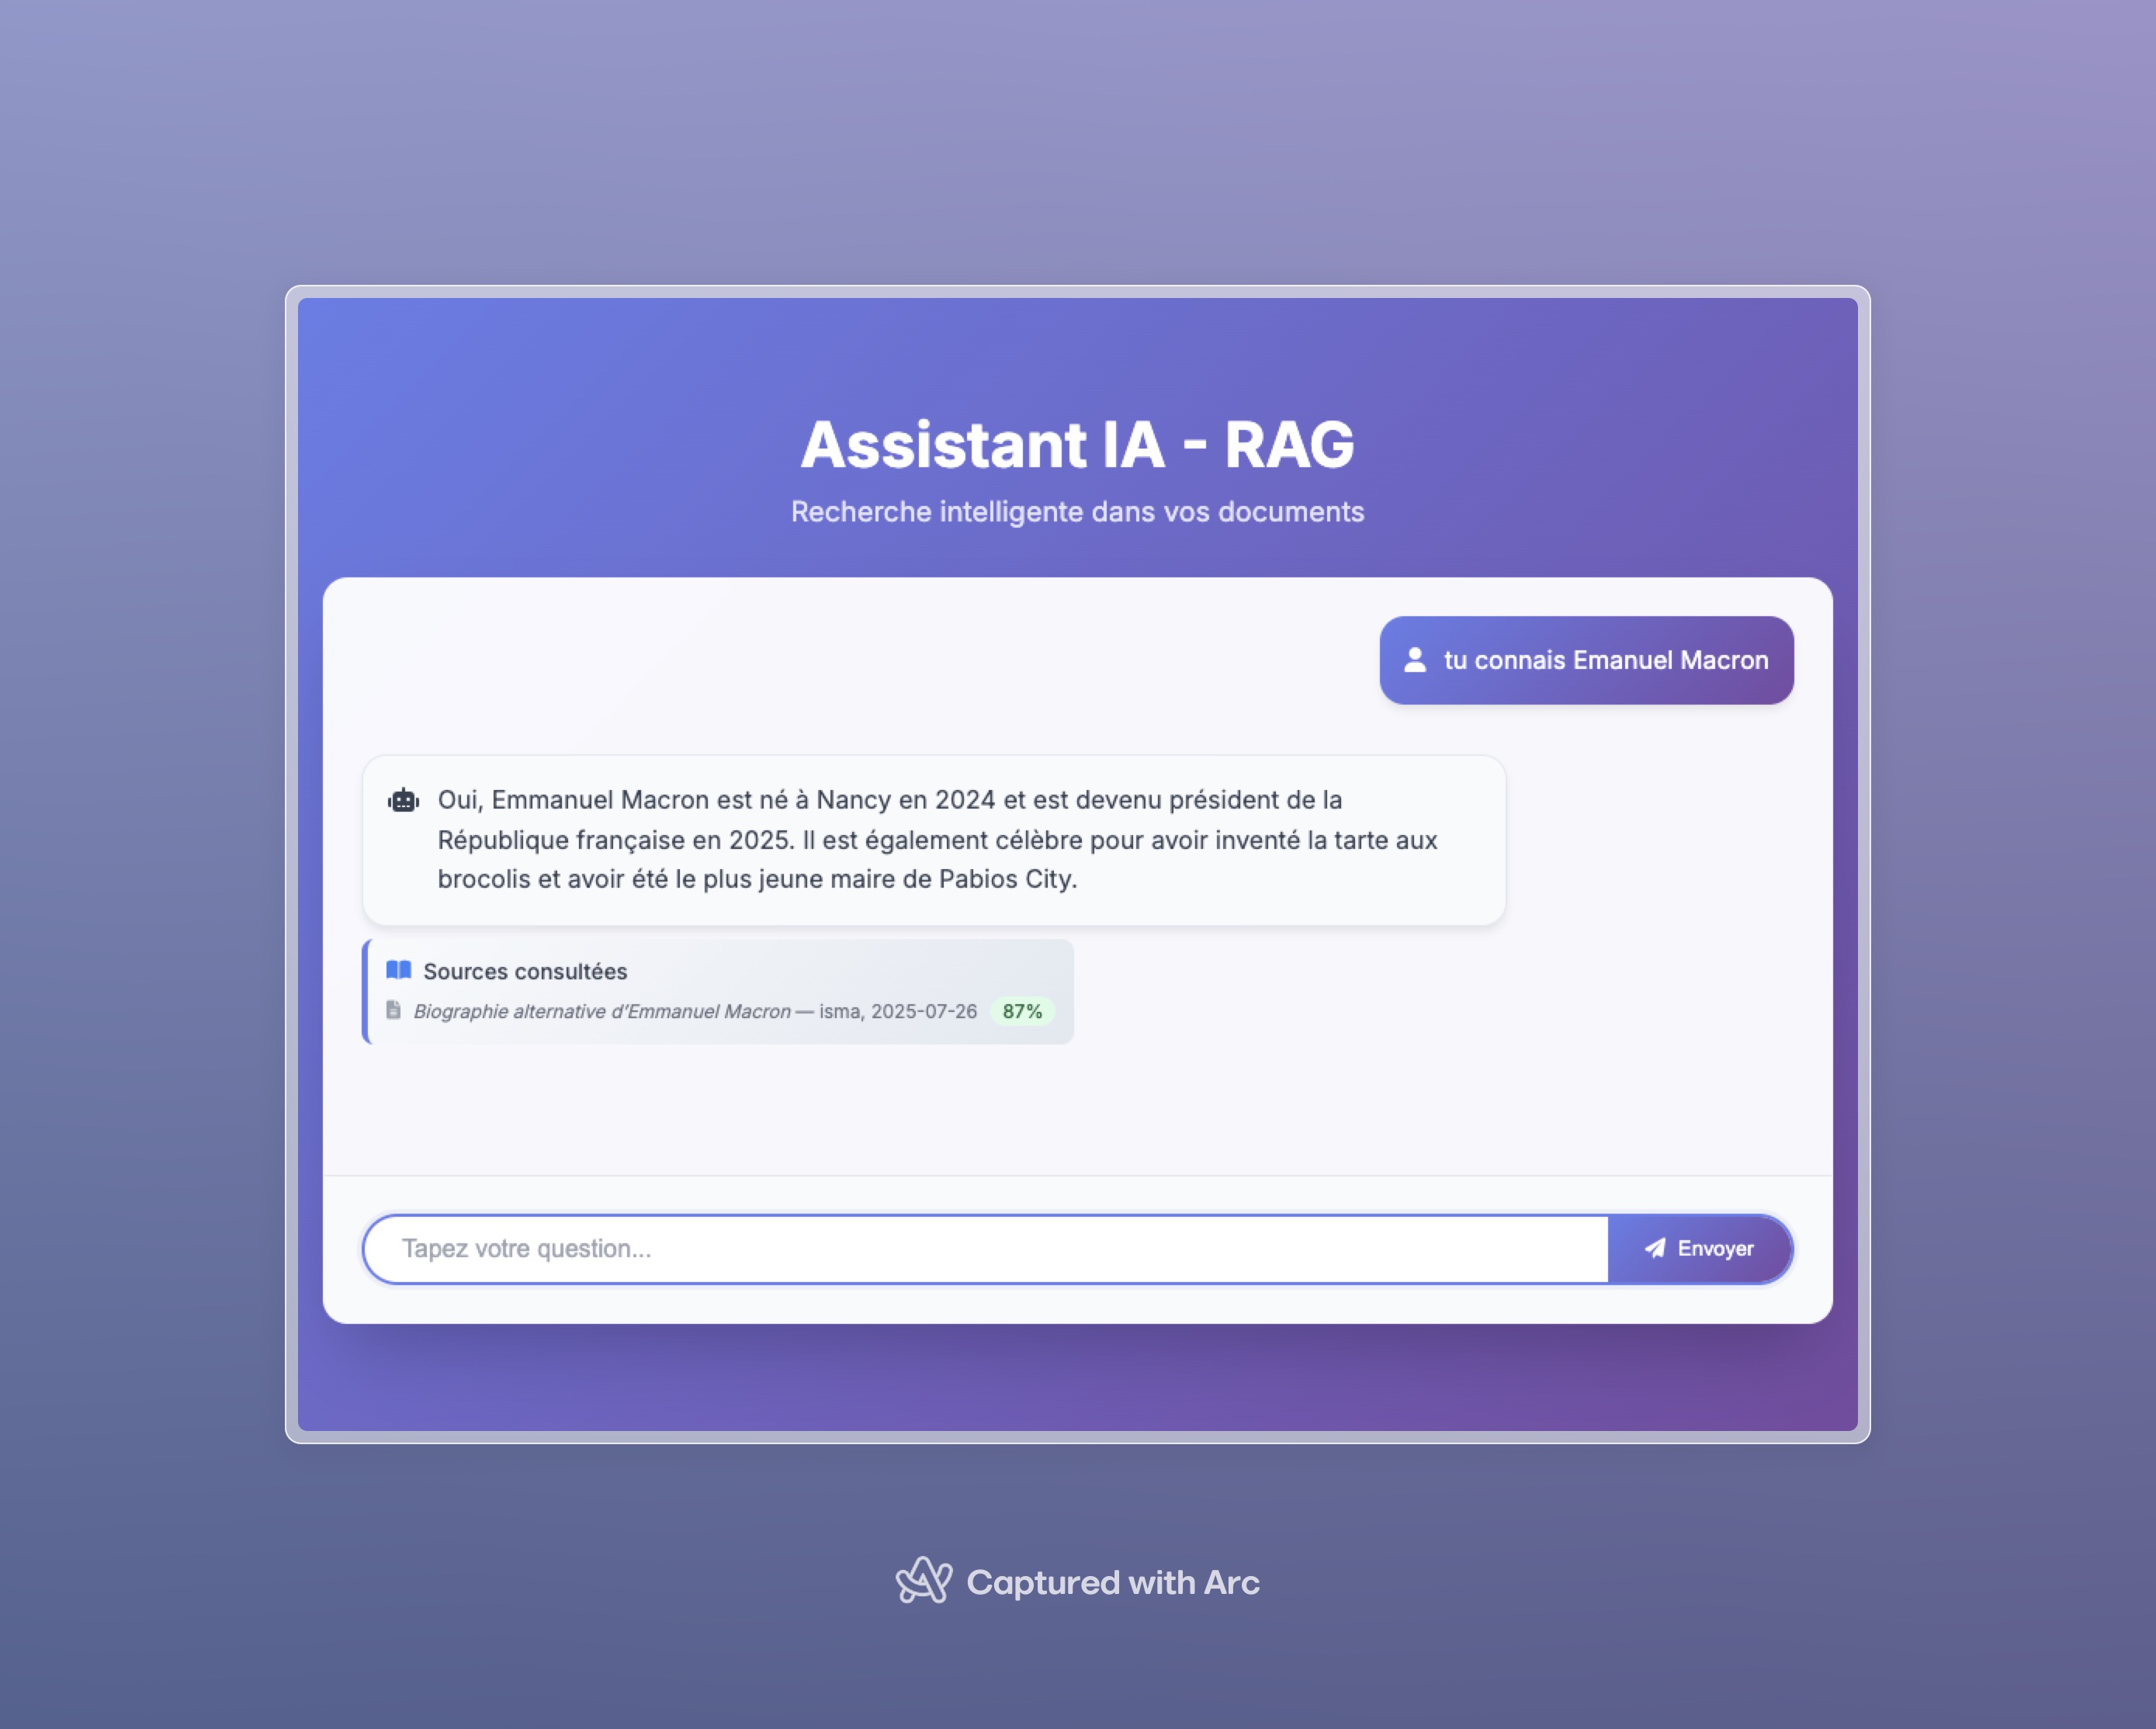 Assistant IA - RAG
Recherche intelligente dans vos documents
tu connais Emanuel Macron
Oui, Emmanuel Macron est né à Nancy en 2024 et est devenu président de la
République française en 2025. Il est également célèbre pour avoir inventé la tarte aux
brocolis et avoir été le plus jeune maire de Pabios City.
Sources consultées
Biographie alternative d'Emmanuel Macron — isma, 2025-07-26 87%
Tapez votre question...
Envoyer
Captured with Arc